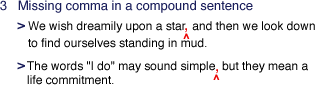 3 Missing comma in a compound sentence
> We wish dreamily upon a star, and then we look down
to find ourselves standing in mud.
> The words "I do" may sound simple, but they mean a
life commitment.